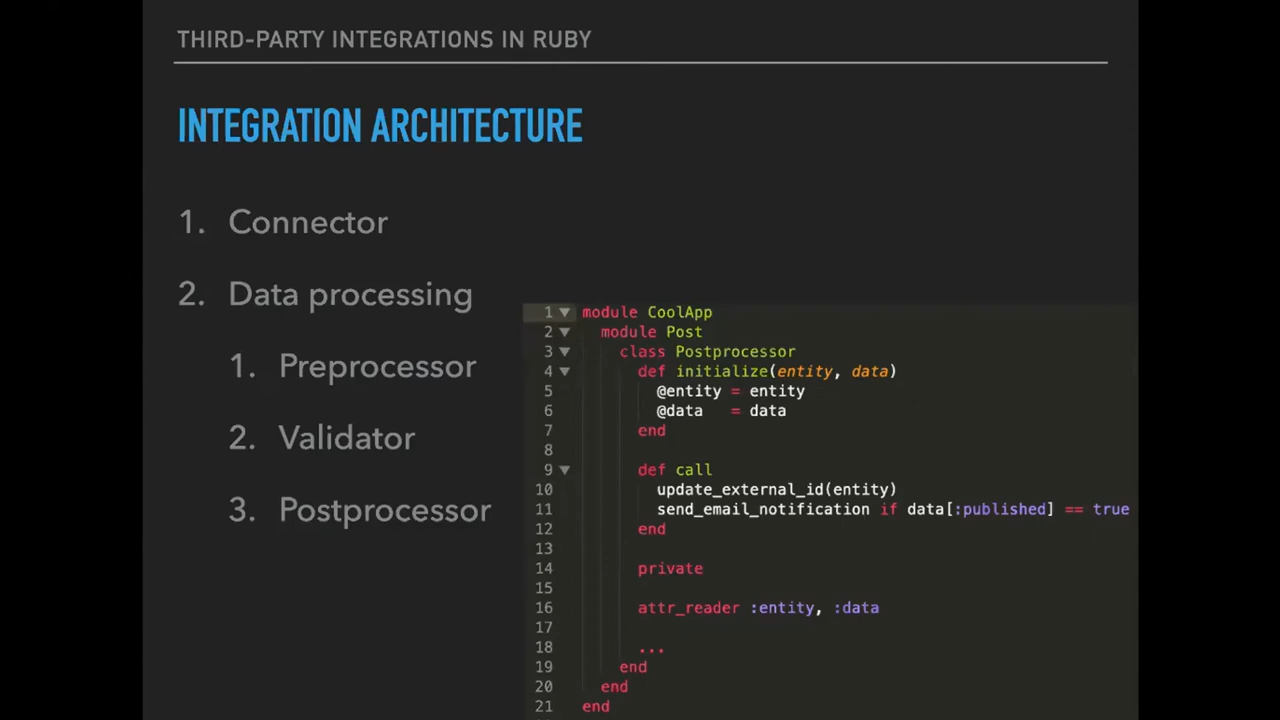 THIRD-PARTY INTEGRATIONS IN RUBY
INTEGRATION ARCHITECTURE
1. Connector
2. Data processing
1. Preprocessor
2. Validator
3. Postprocessor
1 module CoolApp
2 module Post
3 class Postprocessor
4 def initialize(entity, data)
5 @entity = entity
6 @data = data
7 end
8
9 def call
10 update_external_id(entity)
11 send_email_notification if data[:published] == true
12 end
13
14 private
15
16 attr_reader :entity, :data
17
18 ...
19 end
20 end
21 end